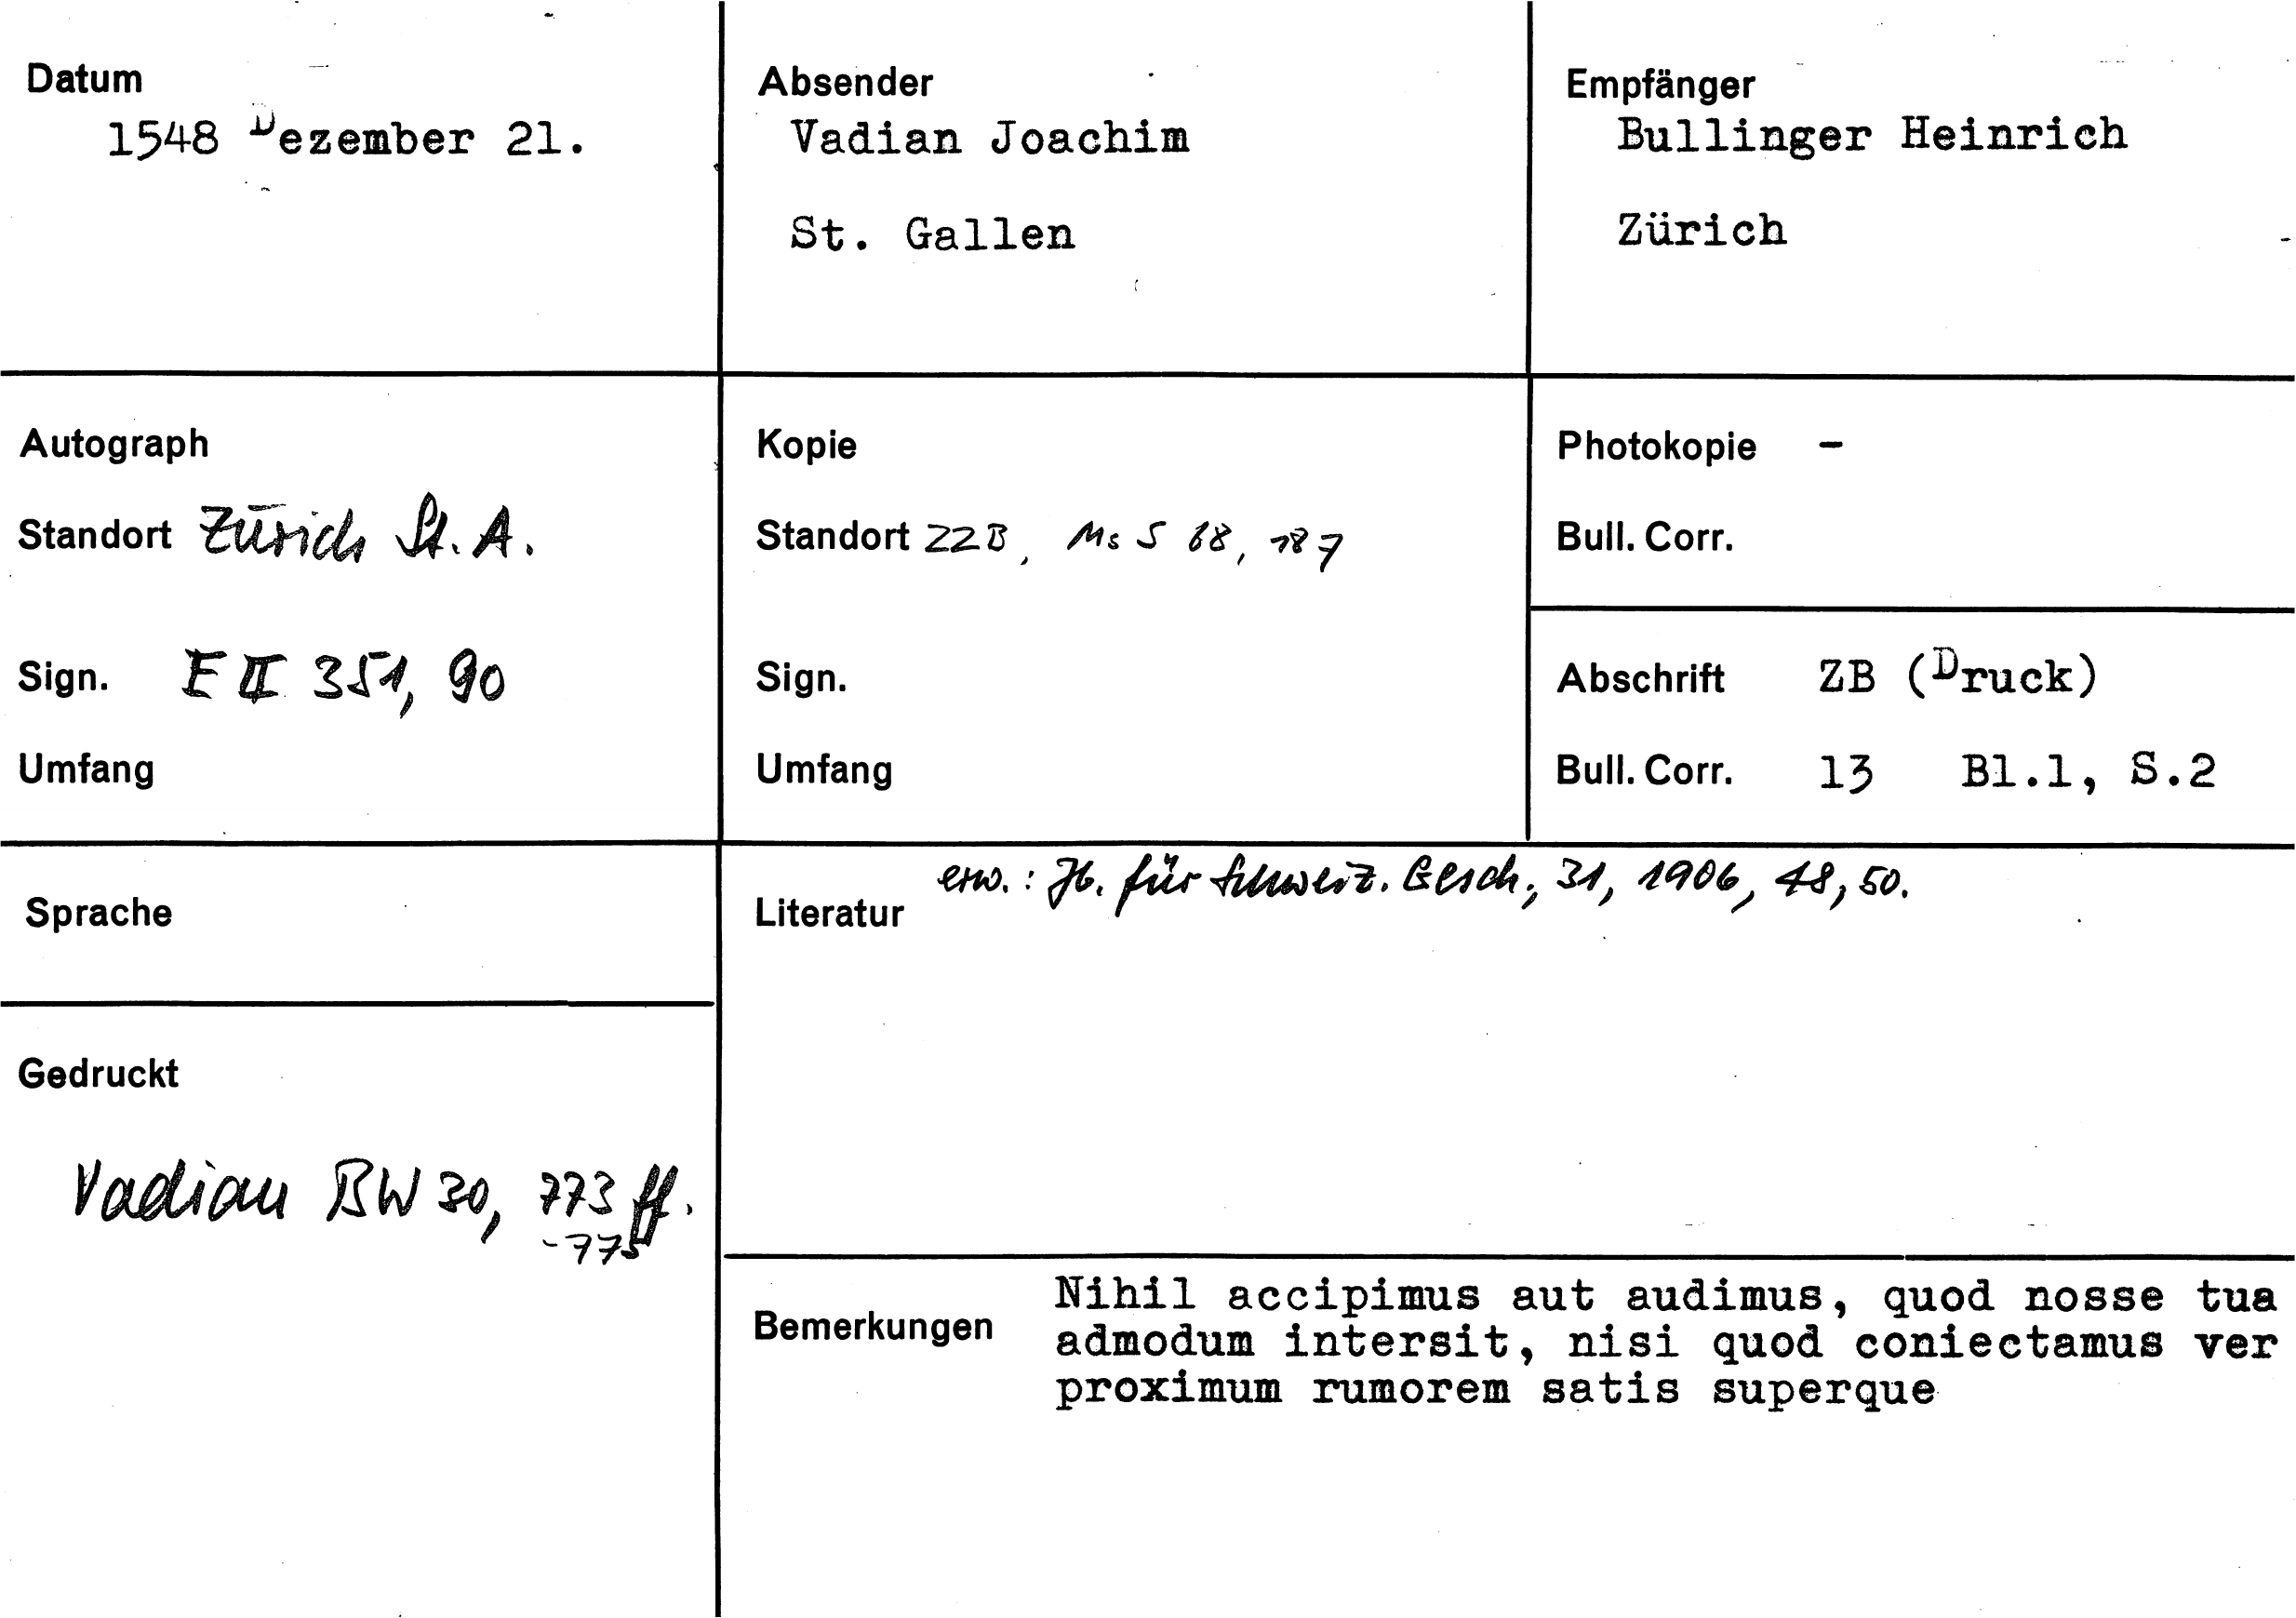 Datum
1548 Dezember 21.
Absender
Vadian Joachim
St. Gallen
Empfänger
Bullinger Heinrich
Zürich
Autograph
Standort Zürich St. A.
Sign. E II 351, 90
Umfang
Kopie
Standort ZZB, Ms S 68, 187
Sign.
Umfang
Photokopie -
Bull. Corr.
Abschrift ZB (Druck)
Bull. Corr. 13 Bl.1, S.2
Sprache
Gedruckt
Vadian BW 30, 773 ff.
-775
erw.: Jb. für Schweiz. Gesch., 31, 1906, 48, 50.
Literatur
Bemerkungen
Nihil accipimus aut audimus, quod nosse tua
admodum intersit, nisi quod coniectamus ver
proximum rumorem satis superque